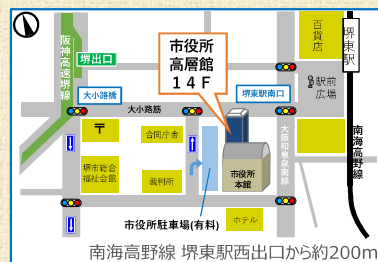 阪神高速堺線
堺出口
大小路橋
大小路筋
市役所
高層館
14F
堺東駅南口
百貨店
堺東駅
駅前
広場
南海高野線
大阪和泉泉南線
〒
合同庁舎
堺市総合
福祉会館
裁判所
市役所
本館
市役所駐車場(有料)
ホテル
南海高野線 堺東駅西出口から約200m